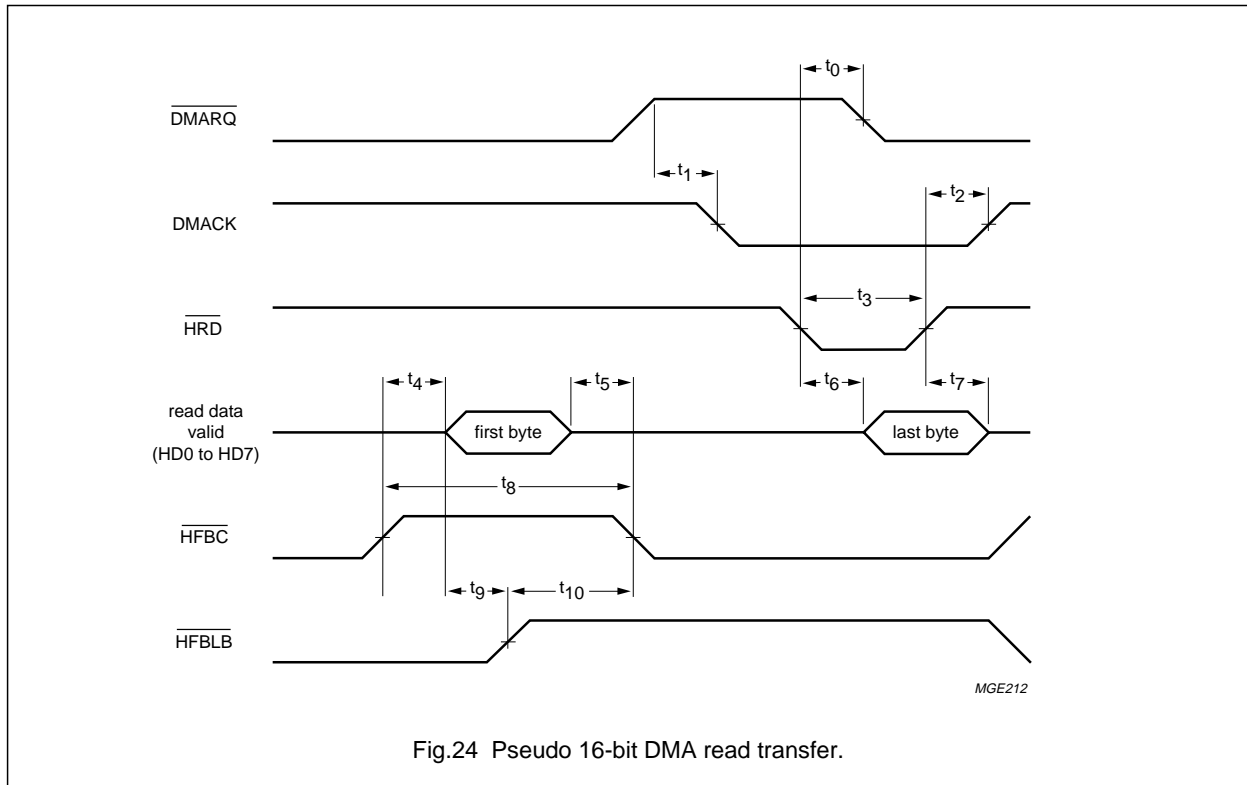 t0
DMARQ
t1
t2
DMACK
t3
HRD
t4
t5
t6
t7
read data
valid
(HD0 to HD7)
first byte
last byte
t8
HFBC
t9
t10
HFBLB
MGE212
Fig.24 Pseudo 16-bit DMA read transfer.